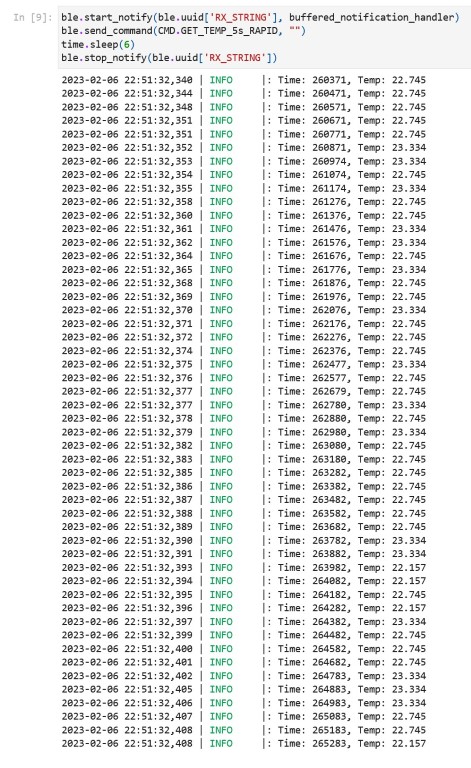 In [9]: ble.start_notify(ble.uuid['RX_STRING'], buffered_notification_handler)
ble.send_command(CMD.GET_TEMP_5s_RAPID, "")
time.sleep(6)
ble.stop_notify(ble.uuid['RX_STRING'])
2023-02-06 22:51:32,340 | INFO |: Time: 260371, Temp: 22.745
2023-02-06 22:51:32,344 | INFO |: Time: 260471, Temp: 22.745
2023-02-06 22:51:32,348 | INFO |: Time: 260571, Temp: 22.745
2023-02-06 22:51:32,351 | INFO |: Time: 260671, Temp: 22.745
2023-02-06 22:51:32,351 | INFO |: Time: 260771, Temp: 22.745
2023-02-06 22:51:32,352 | INFO |: Time: 260871, Temp: 23.334
2023-02-06 22:51:32,353 | INFO |: Time: 260974, Temp: 23.334
2023-02-06 22:51:32,354 | INFO |: Time: 261074, Temp: 22.745
2023-02-06 22:51:32,355 | INFO |: Time: 261174, Temp: 23.334
2023-02-06 22:51:32,358 | INFO |: Time: 261276, Temp: 22.745
2023-02-06 22:51:32,360 | INFO |: Time: 261376, Temp: 22.745
2023-02-06 22:51:32,361 | INFO |: Time: 261476, Temp: 23.334
2023-02-06 22:51:32,362 | INFO |: Time: 261576, Temp: 23.334
2023-02-06 22:51:32,364 | INFO |: Time: 261676, Temp: 22.745
2023-02-06 22:51:32,365 | INFO |: Time: 261776, Temp: 23.334
2023-02-06 22:51:32,368 | INFO |: Time: 261876, Temp: 22.745
2023-02-06 22:51:32,369 | INFO |: Time: 261976, Temp: 22.745
2023-02-06 22:51:32,370 | INFO |: Time: 262076, Temp: 23.334
2023-02-06 22:51:32,371 | INFO |: Time: 262176, Temp: 22.745
2023-02-06 22:51:32,372 | INFO |: Time: 262276, Temp: 22.745
2023-02-06 22:51:32,374 | INFO |: Time: 262376, Temp: 22.745
2023-02-06 22:51:32,375 | INFO |: Time: 262477, Temp: 23.334
2023-02-06 22:51:32,376 | INFO |: Time: 262577, Temp: 22.745
2023-02-06 22:51:32,377 | INFO |: Time: 262679, Temp: 22.745
2023-02-06 22:51:32,377 | INFO |: Time: 262780, Temp: 23.334
2023-02-06 22:51:32,378 | INFO |: Time: 262880, Temp: 22.745
2023-02-06 22:51:32,379 | INFO |: Time: 262980, Temp: 23.334
2023-02-06 22:51:32,382 | INFO |: Time: 263080, Temp: 22.745
2023-02-06 22:51:32,383 | INFO |: Time: 263180, Temp: 22.745
2023-02-06 22:51:32,385 | INFO |: Time: 263282, Temp: 22.745
2023-02-06 22:51:32,386 | INFO |: Time: 263382, Temp: 22.745
2023-02-06 22:51:32,387 | INFO |: Time: 263482, Temp: 22.745
2023-02-06 22:51:32,388 | INFO |: Time: 263582, Temp: 22.745
2023-02-06 22:51:32,389 | INFO |: Time: 263682, Temp: 22.745
2023-02-06 22:51:32,390 | INFO |: Time: 263782, Temp: 23.334
2023-02-06 22:51:32,391 | INFO |: Time: 263882, Temp: 23.334
2023-02-06 22:51:32,393 | INFO |: Time: 263982, Temp: 22.157
2023-02-06 22:51:32,394 | INFO |: Time: 264082, Temp: 22.157
2023-02-06 22:51:32,395 | INFO |: Time: 264182, Temp: 22.745
2023-02-06 22:51:32,396 | INFO |: Time: 264282, Temp: 22.157
2023-02-06 22:51:32,397 | INFO |: Time: 264382, Temp: 23.334
2023-02-06 22:51:32,399 | INFO |: Time: 264482, Temp: 22.745
2023-02-06 22:51:32,400 | INFO |: Time: 264582, Temp: 22.745
2023-02-06 22:51:32,401 | INFO |: Time: 264682, Temp: 22.745
2023-02-06 22:51:32,402 | INFO |: Time: 264783, Temp: 23.334
2023-02-06 22:51:32,405 | INFO |: Time: 264883, Temp: 23.334
2023-02-06 22:51:32,406 | INFO |: Time: 264983, Temp: 23.334
2023-02-06 22:51:32,407 | INFO |: Time: 265083, Temp: 22.745
2023-02-06 22:51:32,408 | INFO |: Time: 265183, Temp: 22.745
2023-02-06 22:51:32,408 | INFO |: Time: 265283, Temp: 22.157